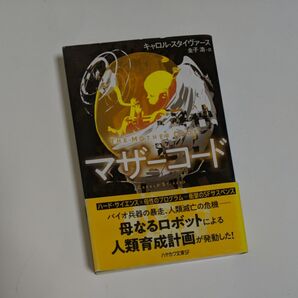 キャロル・スタイヴァース
金子 浩・訳
THE MOTHER CODE
マザーコード
CAROLE STIVERS
ハード・サイエンス×母性のプログラム＝衝撃のSFサスペンス
バイオ兵器の暴走、人類滅亡の危機──
母なるロボットによる
人類育成計画が発動した！
ハヤカワ文庫SF